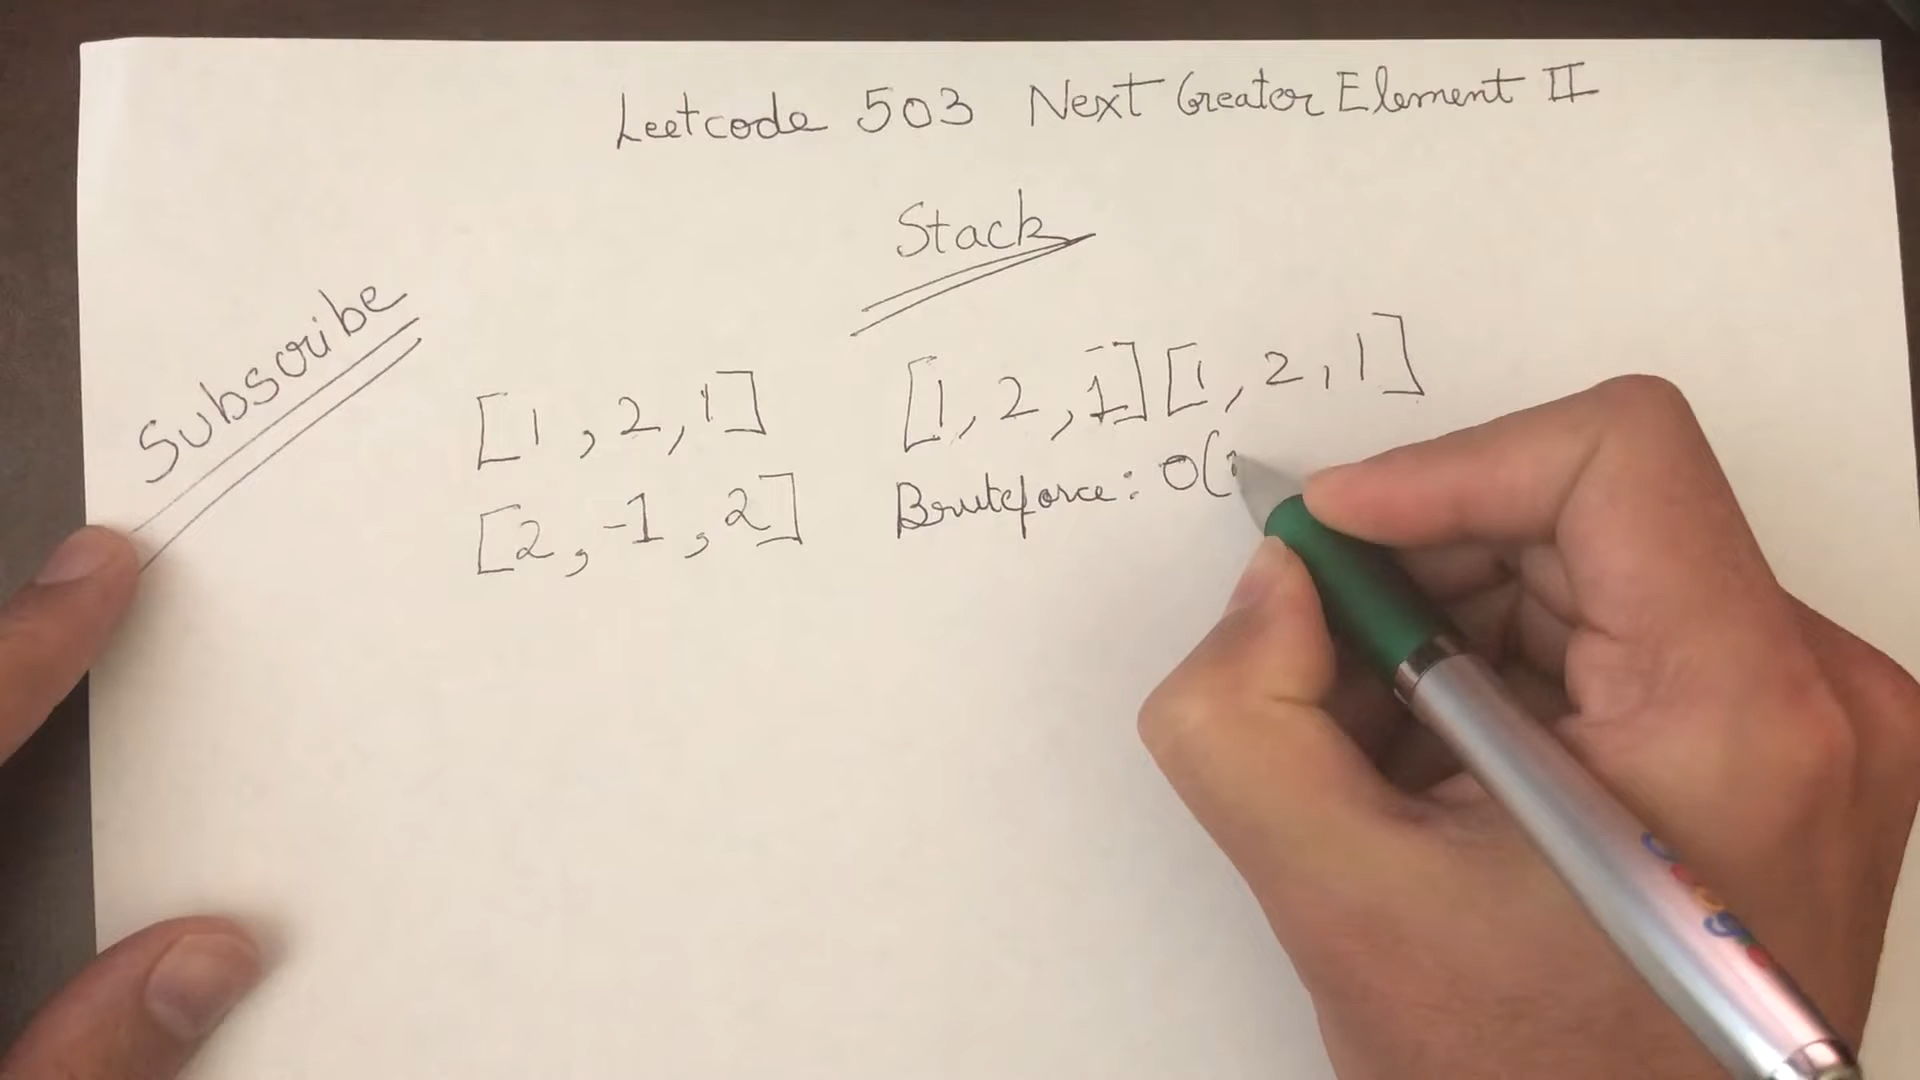 Leetcode 503 Next Greator Element II
Stack
Subscribe
[1, 2, 1] [1, 2, 1][1, 2, 1]
[2, -1, 2] Bruteforce: O(